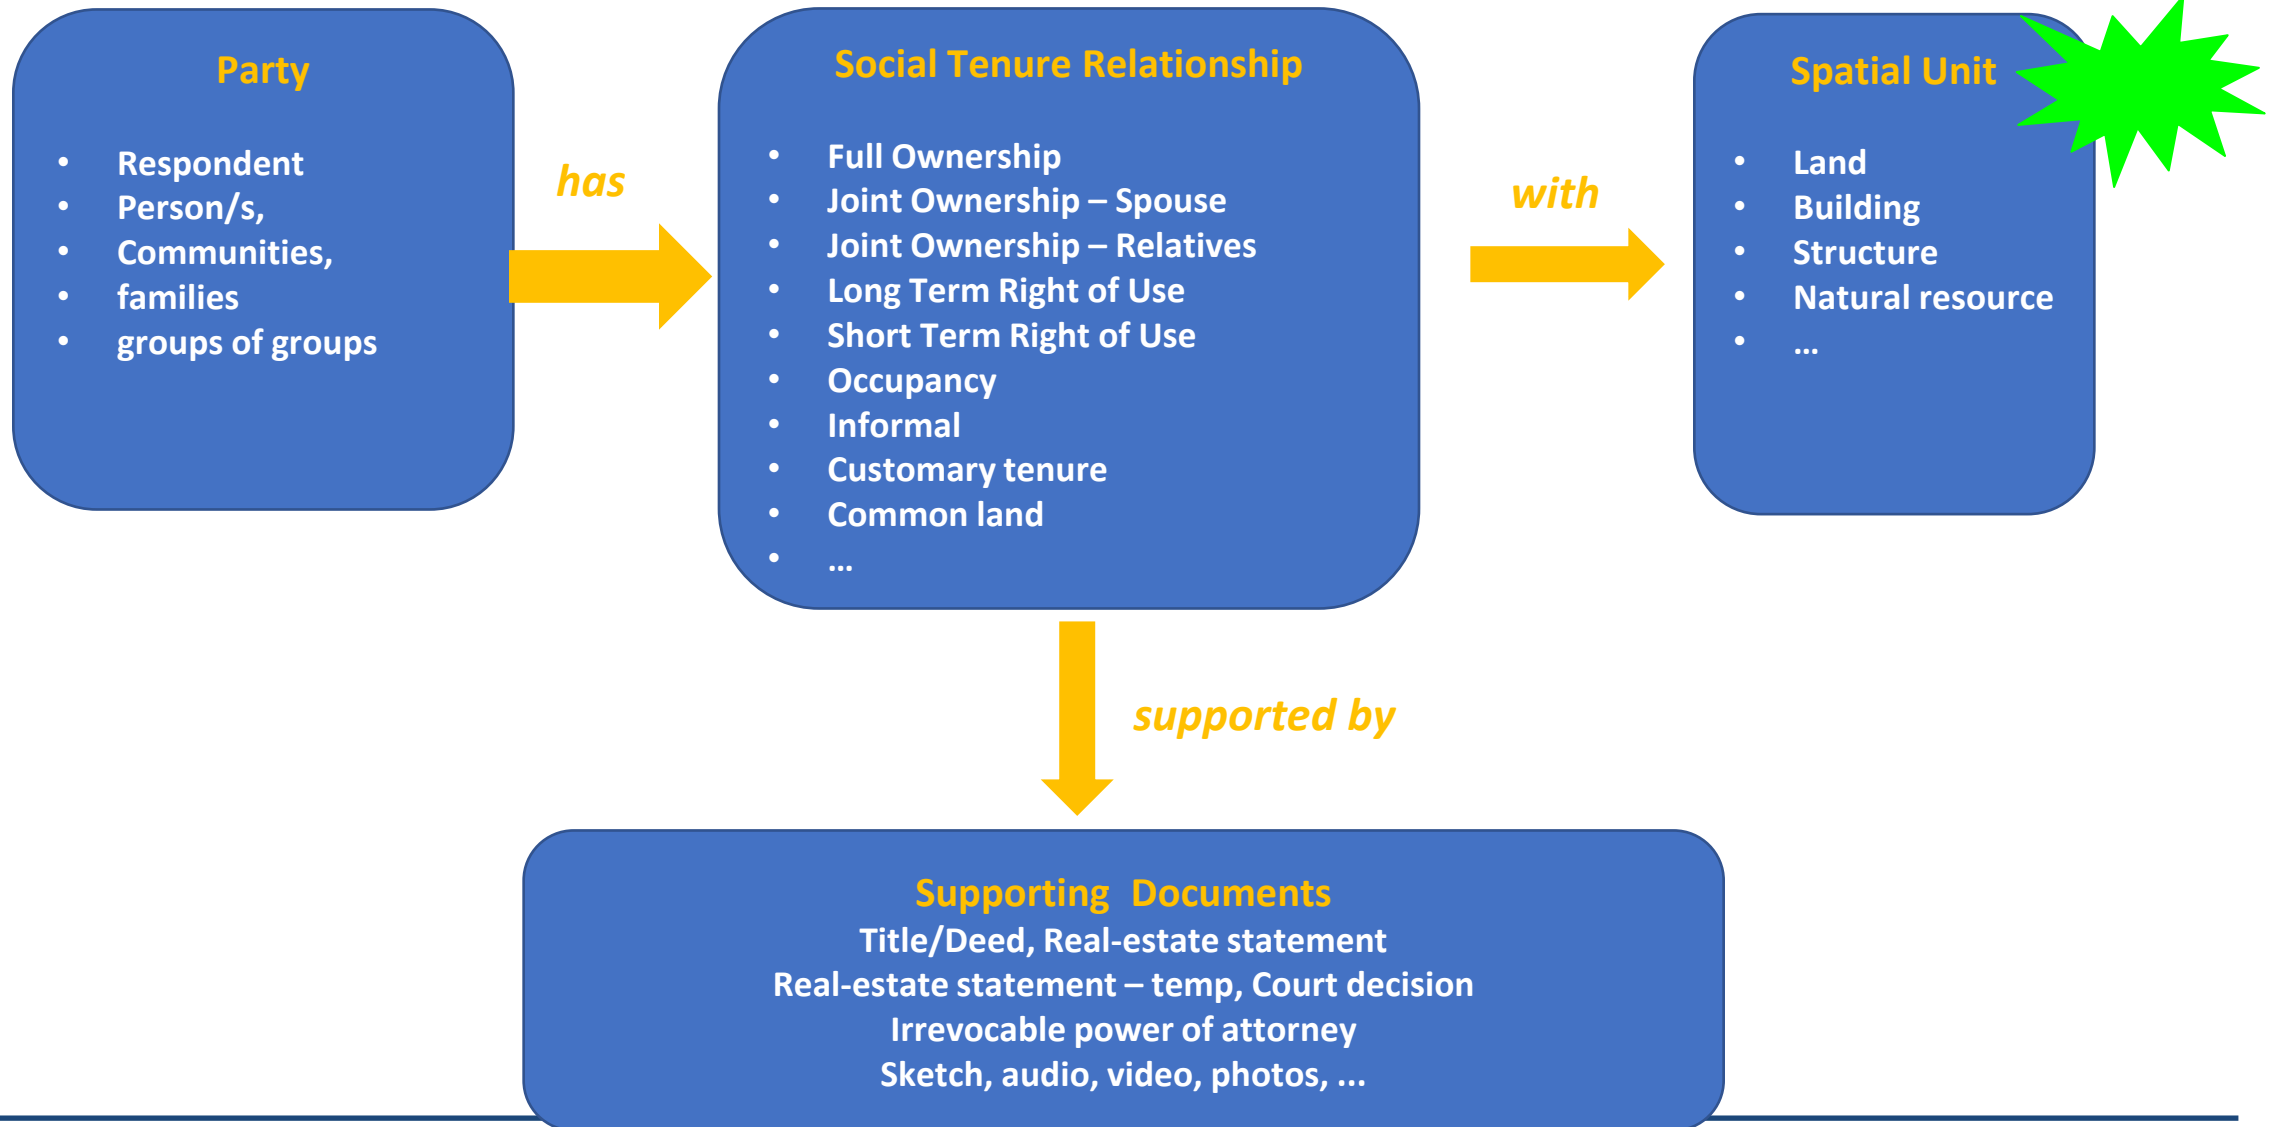 Party
• Respondent
• Person/s,
• Communities,
• families
• groups of groups
has
Social Tenure Relationship
• Full Ownership
• Joint Ownership – Spouse
• Joint Ownership – Relatives
• Long Term Right of Use
• Short Term Right of Use
• Occupancy
• Informal
• Customary tenure
• Common land
• ...
with
Spatial Unit
• Land
• Building
• Structure
• Natural resource
• ...
supported by
Supporting Documents
Title/Deed, Real-estate statement
Real-estate statement – temp, Court decision
Irrevocable power of attorney
Sketch, audio, video, photos, ...